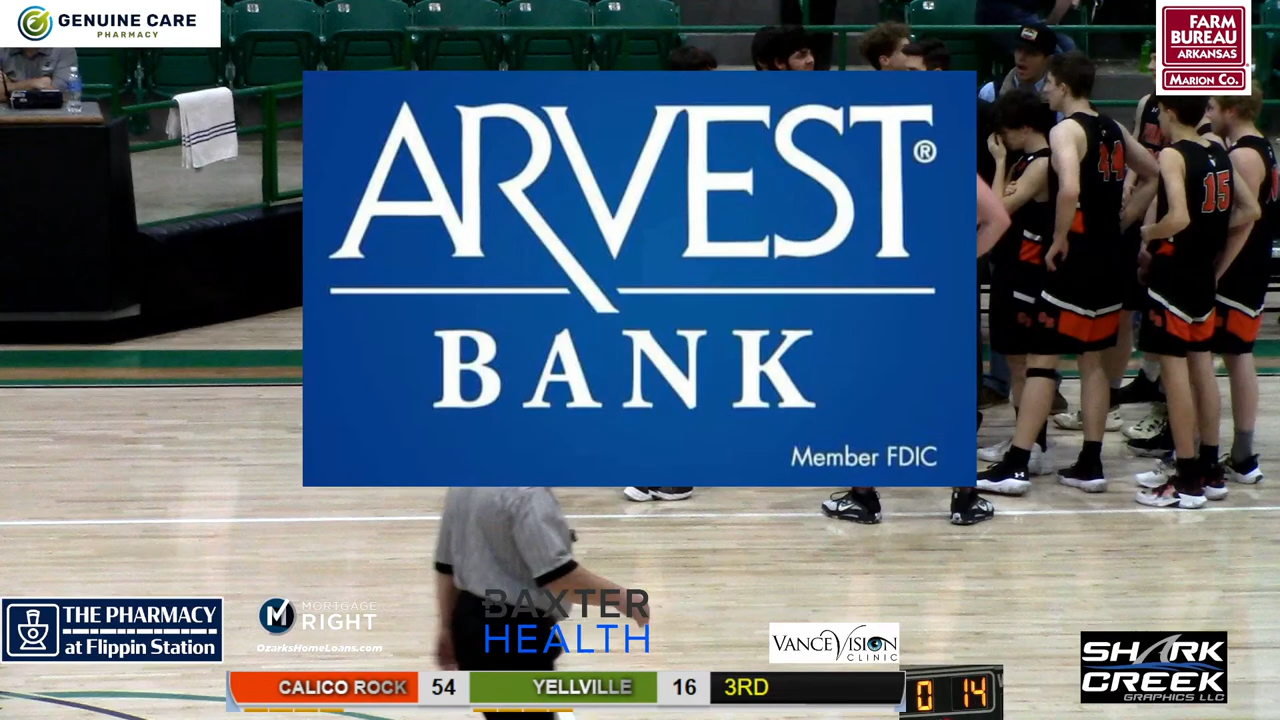 GENUINE CARE
PHARMACY
FARM
BUREAU
ARKANSAS
MARION CO.
ARVEST®
BANK
Member FDIC
44
15
THE PHARMACY
at Flippin Station
M MORTGAGE
RIGHT
OzarksHomeLoans.com
BAXTER
HEALTH
VANCE VISION
CLINIC
SHARK
CREEK
GRAPHICS LLC
CALICO ROCK 54 YELLVILLE 16 3RD 0 14